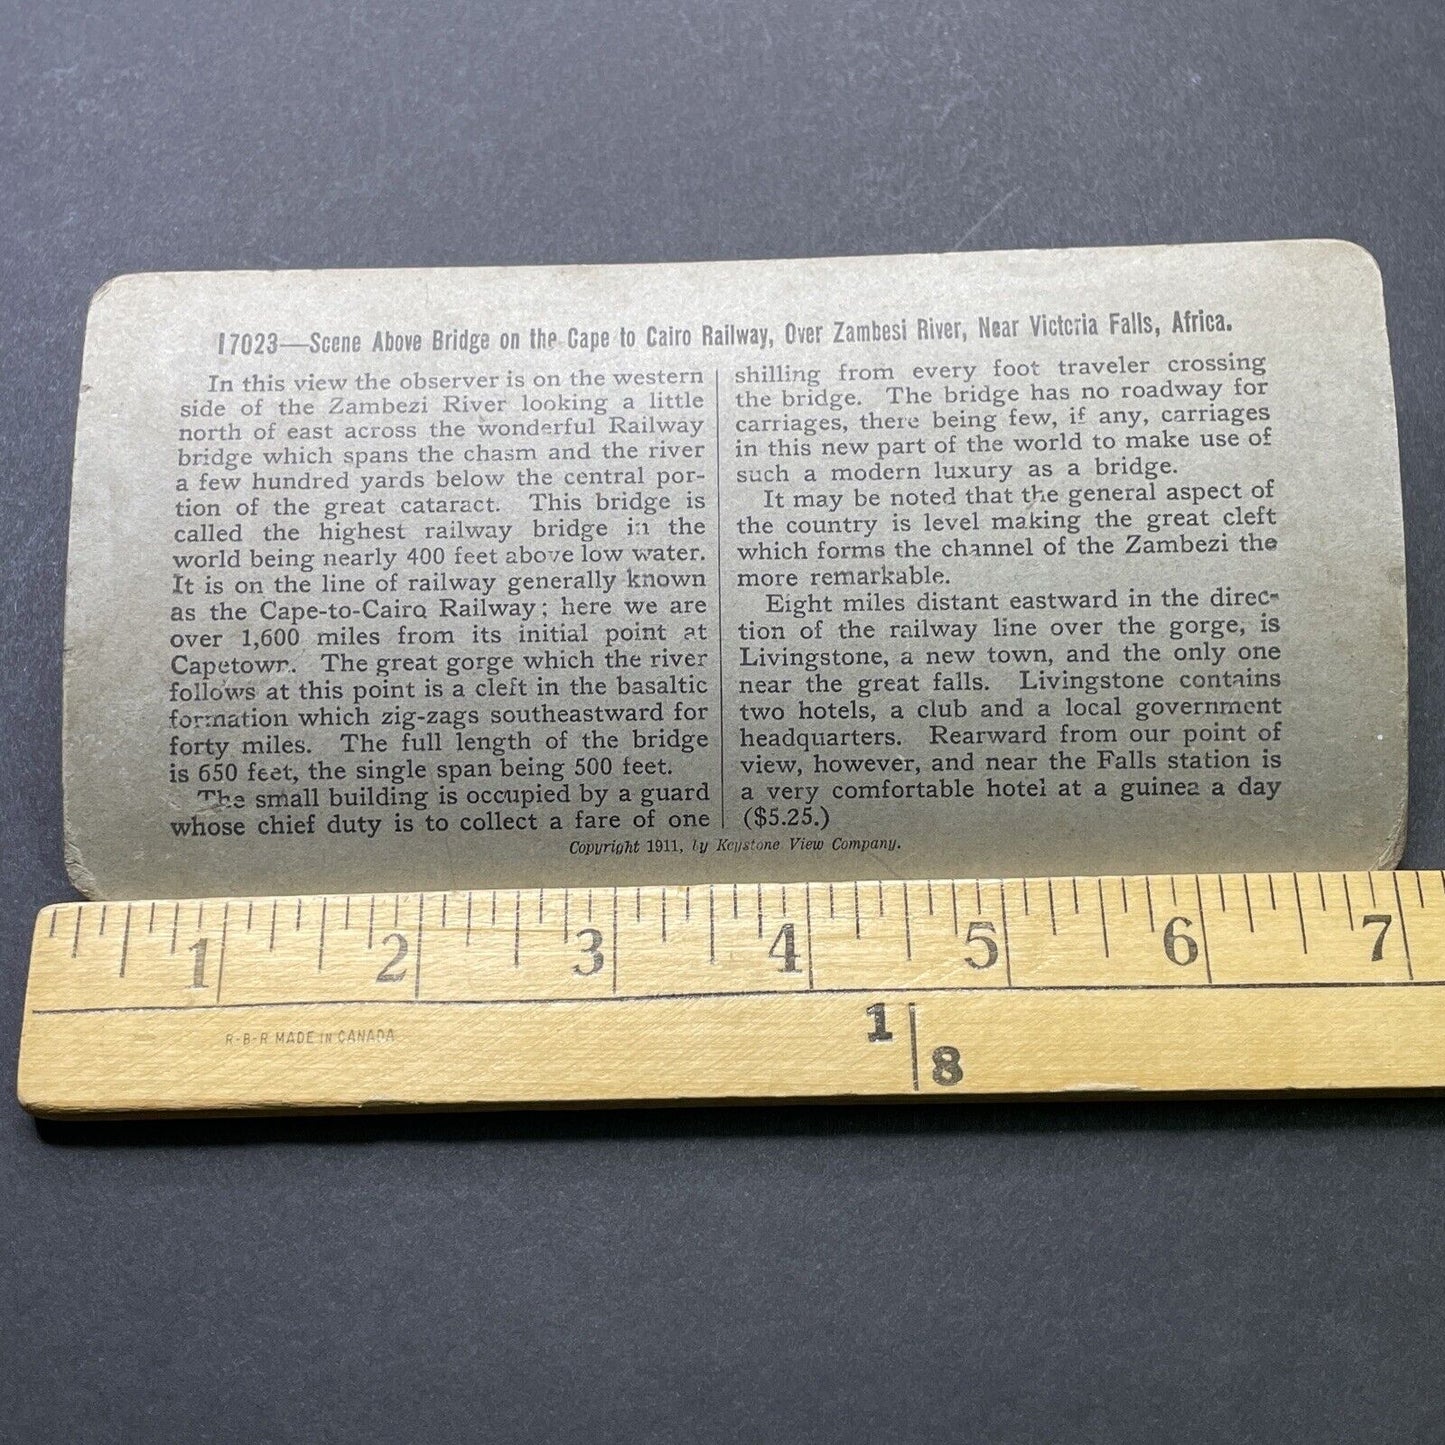 17023—Scene Above Bridge on the Cape to Cairo Railway, Over Zambesi River, Near Victoria Falls, Africa.
In this view the observer is on the western
side of the Zambezi River looking a little
north of east across the wonderful Railway
bridge which spans the chasm and the river
a few hundred yards below the central por-
tion of the great cataract. This bridge is
called the highest railway bridge in the
world being nearly 400 feet above low water.
It is on the line of railway generally known
as the Cape-to-Cairo Railway; here we are
over 1,600 miles from its initial point at
Capetown. The great gorge which the river
follows at this point is a cleft in the basaltic
formation which zig-zags southeastward for
forty miles. The full length of the bridge
is 650 feet, the single span being 500 feet.
The small building is occupied by a guard
whose chief duty is to collect a fare of one
shilling from every foot traveler crossing
the bridge. The bridge has no roadway for
carriages, there being few, if any, carriages
in this new part of the world to make use of
such a modern luxury as a bridge.
It may be noted that the general aspect of
the country is level making the great cleft
which forms the channel of the Zambezi the
more remarkable.
Eight miles distant eastward in the direc-
tion of the railway line over the gorge, is
Livingstone, a new town, and the only one
near the great falls. Livingstone contains
two hotels, a club and a local government
headquarters. Rearward from our point of
view, however, and near the Falls station is
a very comfortable hotel at a guinea a day
($5.25.)
Copyright 1911, by Keystone View Company.
1 2 3 4 5 6 7
R-B-R MADE IN CANADA
1 8